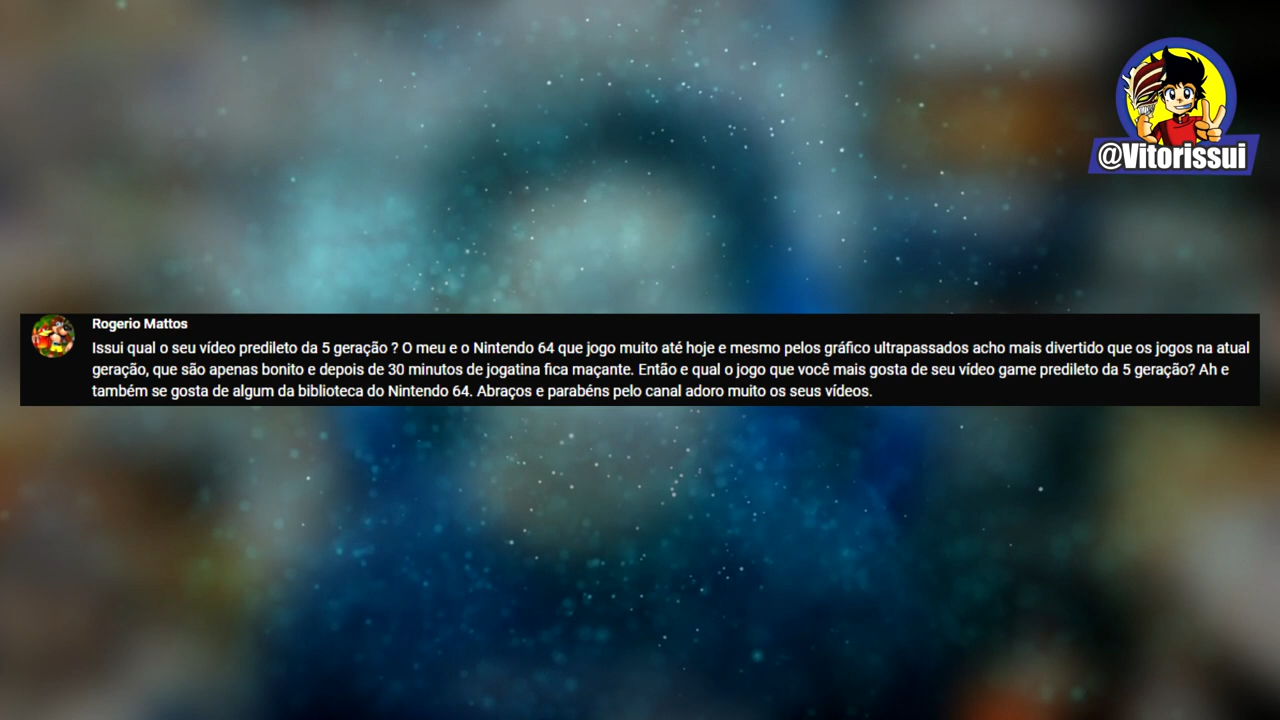 @Vitorissui
Rogerio Mattos
Issui qual o seu vídeo predileto da 5 geração ? O meu e o Nintendo 64 que jogo muito até hoje e mesmo pelos gráfico ultrapassados acho mais divertido que os jogos na atual
geração, que são apenas bonito e depois de 30 minutos de jogatina fica maçante. Então e qual o jogo que você mais gosta de seu vídeo game predileto da 5 geração? Ah e
também se gosta de algum da biblioteca do Nintendo 64. Abraços e parabéns pelo canal adoro muito os seus vídeos.